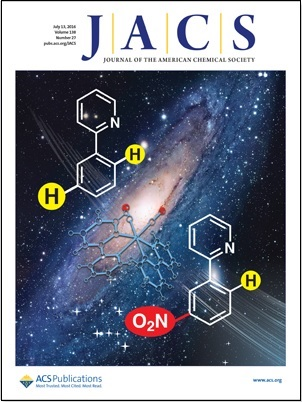 July 13, 2016
Volume 138
Number 27
pubs.acs.org/JACS
J|A|C|S
JOURNAL OF THE AMERICAN CHEMICAL SOCIETY
N
H
H
N
H
O₂N
ACS Publications
Most Trusted. Most Cited. Most Read.
www.acs.org